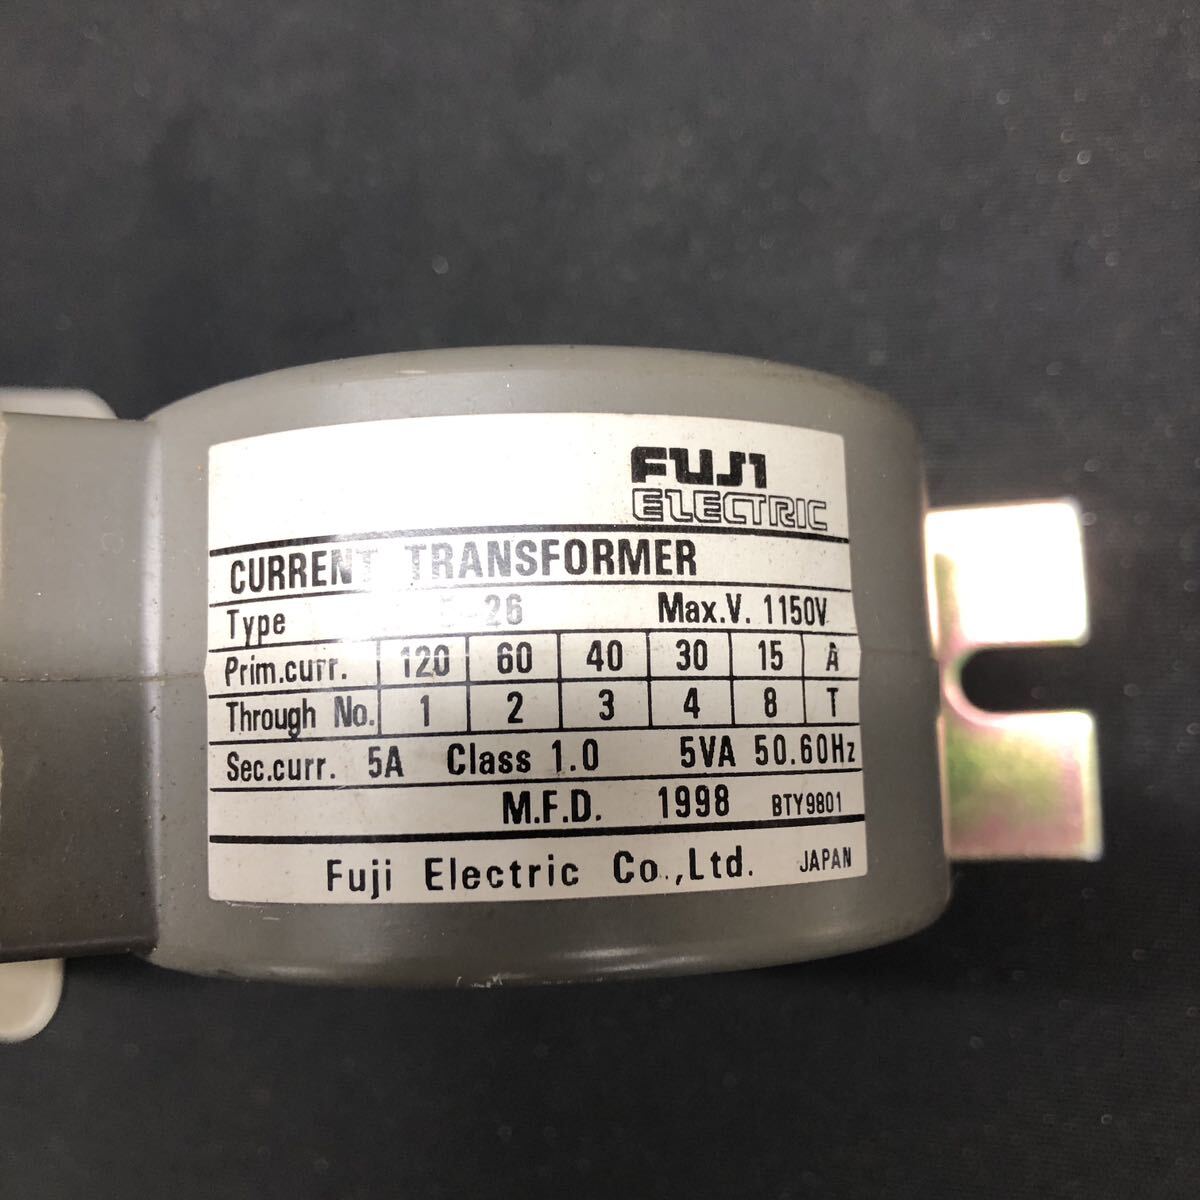 FUJI
ELECTRIC
CURRENT TRANSFORMER
Type Max.V. 1150V
Prim.curr. 120 60 40 30 15 A
Through No. 1 2 3 4 8 T
Sec.curr. 5A Class 1.0 5VA 50.60Hz
M.F.D. 1998 BTY9801
Fuji Electric Co.,Ltd. JAPAN